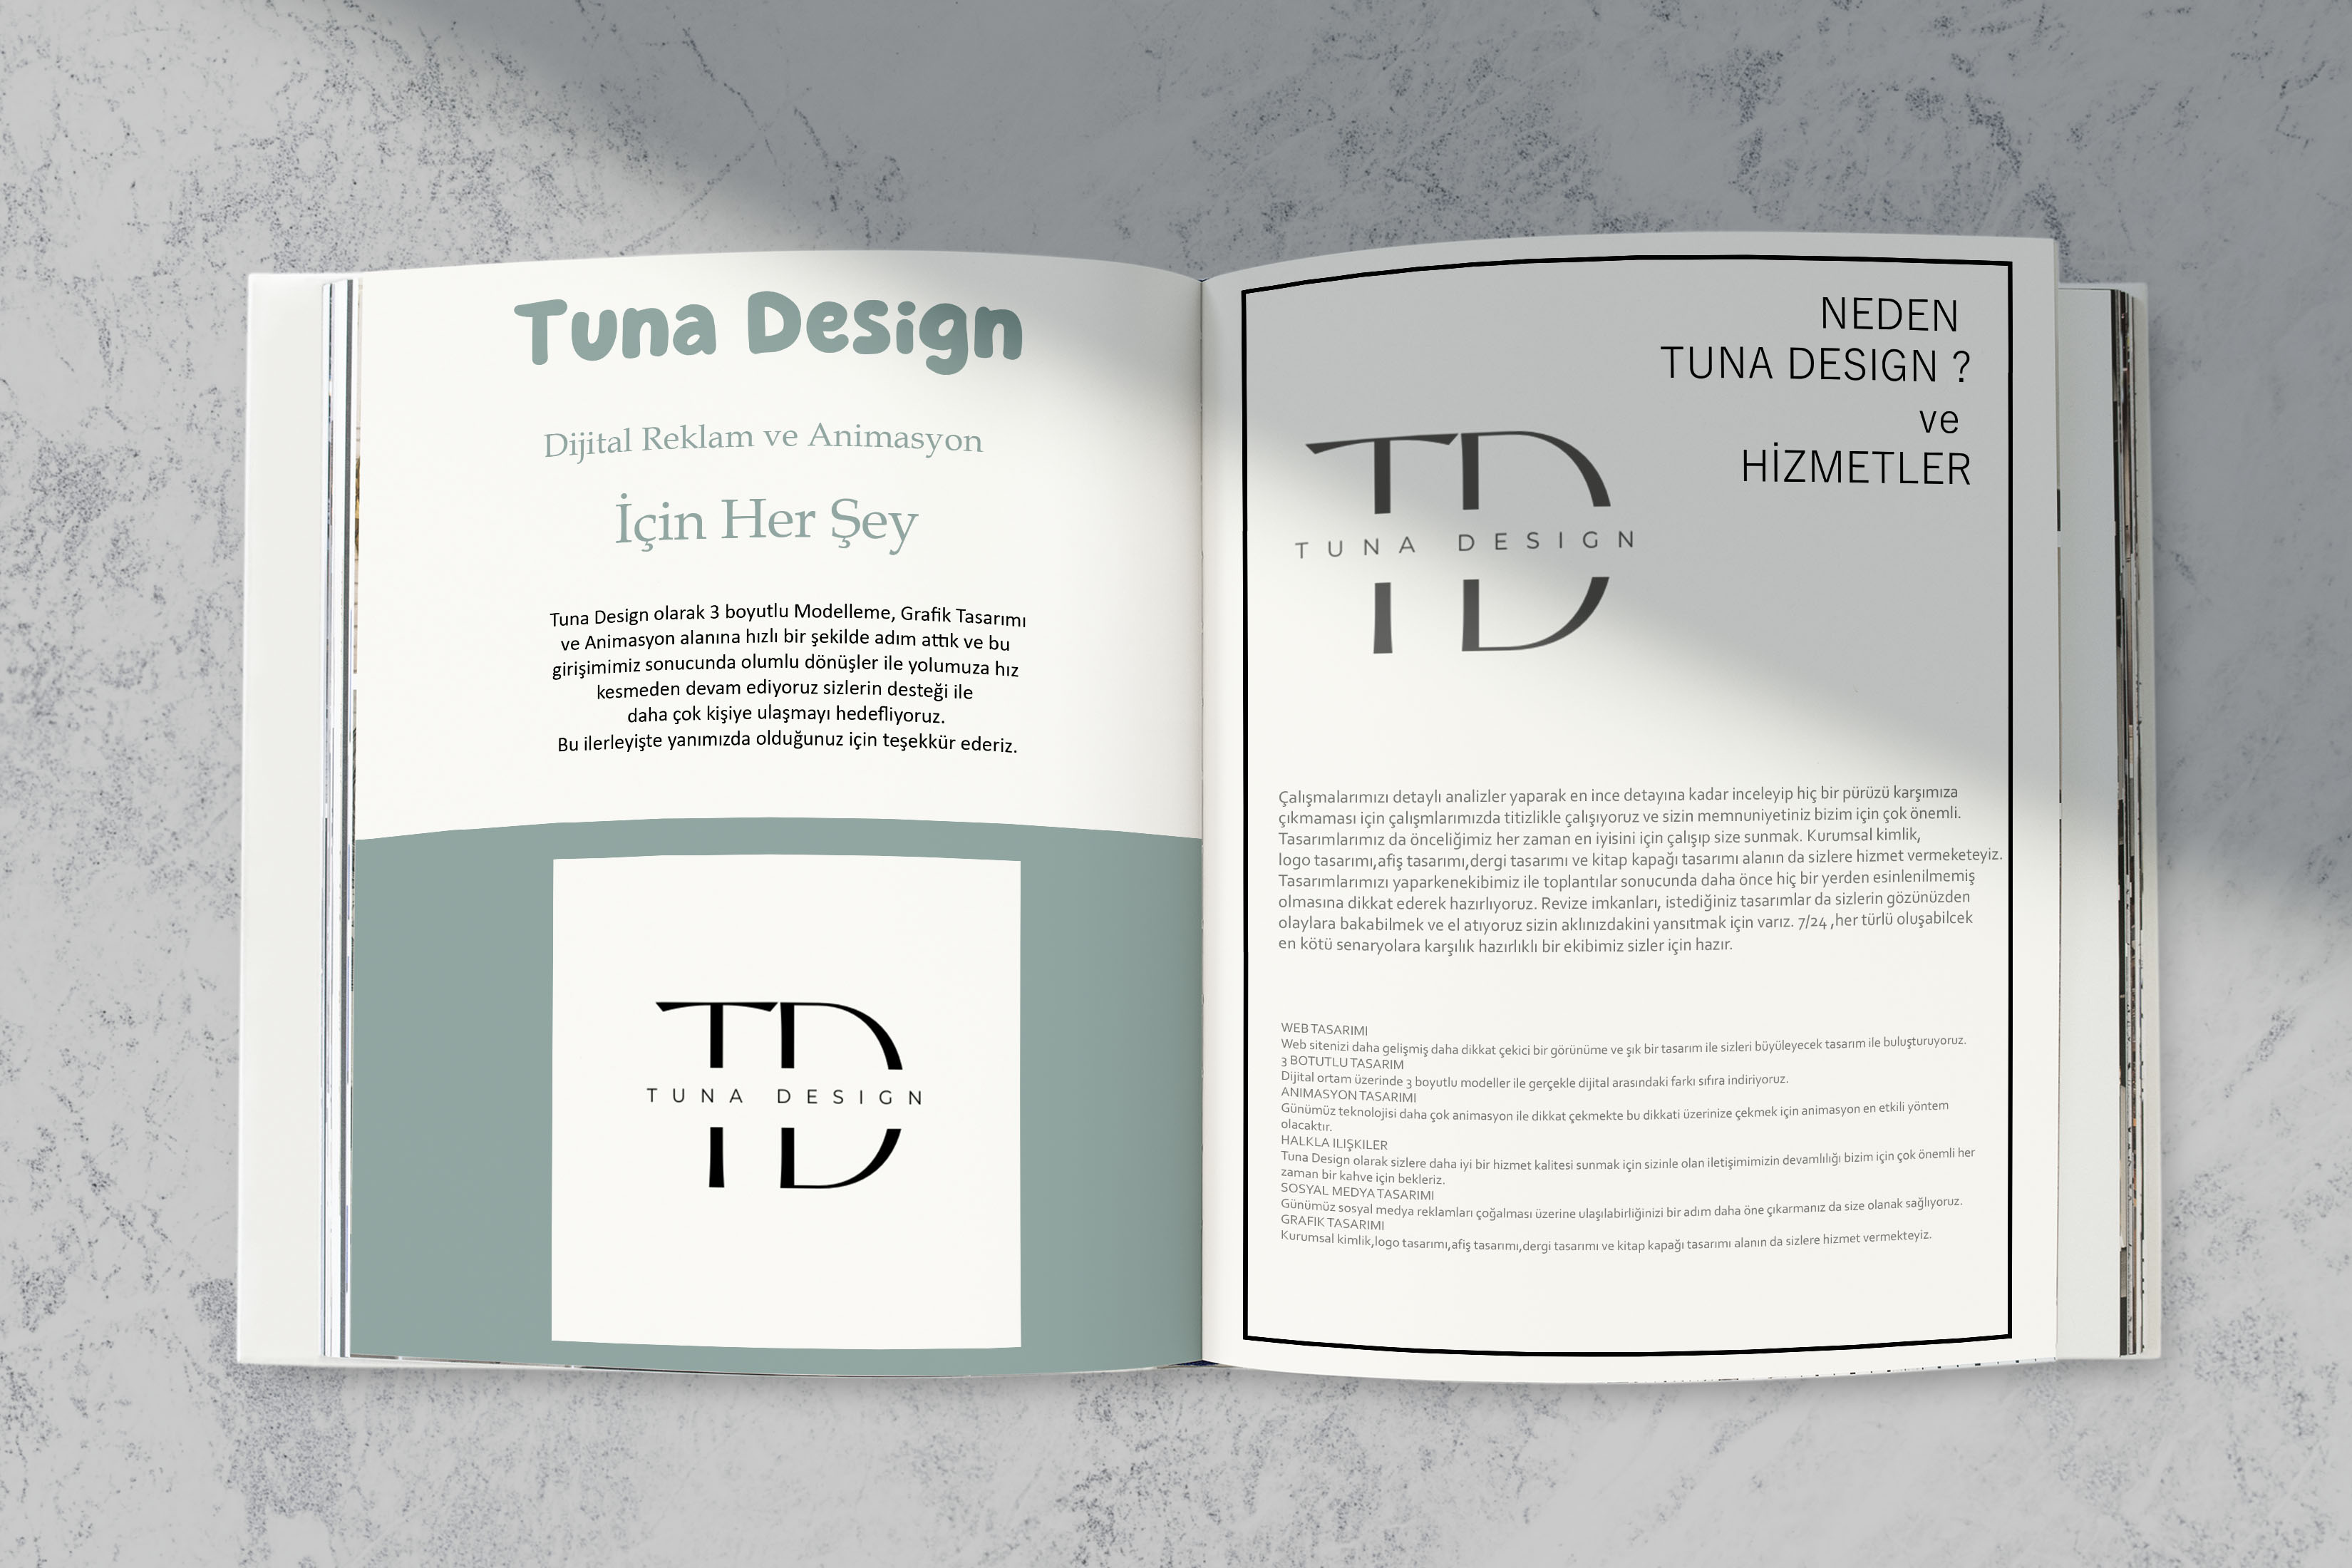 Tuna Design
Dijital Reklam ve Animasyon
İçin Her Şey
Tuna Design olarak 3 boyutlu Modelleme, Grafik Tasarımı
ve Animasyon alanına hızlı bir şekilde adım attık ve bu
girişimimiz sonucunda olumlu dönüşler ile yolumuza hız
kesmeden devam ediyoruz sizlerin desteği ile
daha çok kişiye ulaşmayı hedefliyoruz.
Bu ilerleyişte yanımızda olduğunuz için teşekkür ederiz.
TD
TUNA DESIGN
NEDEN
TUNA DESIGN ?
ve
HİZMETLER
TD
TUNA DESIGN
Çalışmalarımızı detaylı analizler yaparak en ince detayına kadar inceleyip hiç bir pürüzü karşımıza
çıkmaması için çalışmlarımızda titizlikle çalışıyoruz ve sizin memnuniyetiniz bizim için çok önemli.
Tasarımlarımız da önceliğimiz her zaman en iyisini için çalışıp size sunmak. Kurumsal kimlik,
logo tasarımı,afiş tasarımı,dergi tasarımı ve kitap kapağı tasarımı alanın da sizlere hizmet vermeketeyiz.
Tasarımlarımızı yaparkenekibimiz ile toplantılar sonucunda daha önce hiç bir yerden esinlenilmemiş
olmasına dikkat ederek hazırlıyoruz. Revize imkanları, istediğiniz tasarımlar da sizlerin gözünüzden
olaylara bakabilmek ve el atıyoruz sizin aklınızdakini yansıtmak için varız. 7/24 ,her türlü oluşabilcek
en kötü senaryolara karşılık hazırlıklı bir ekibimiz sizler için hazır.
WEB TASARIMI
Web sitenizi daha gelişmiş daha dikkat çekici bir görünüme ve şık bir tasarım ile sizleri büyüleyecek tasarım ile buluşturuyoruz.
3 BOTUTLU TASARIM
Dijital ortam üzerinde 3 boyutlu modeller ile gerçekle dijital arasındaki farkı sıfıra indiriyoruz.
ANIMASYON TASARIMI
Günümüz teknolojisi daha çok animasyon ile dikkat çekmekte bu dikkati üzerinize çekmek için animasyon en etkili yöntem
olacaktır.
HALKLA ILIŞKILER
Tuna Design olarak sizlere daha iyi bir hizmet kalitesi sunmak için sizinle olan iletişimimizin devamlılığı bizim için çok önemli her
zaman bir kahve için bekleriz.
SOSYAL MEDYA TASARIMI
Günümüz sosyal medya reklamları çoğalması üzerine ulaşılabirliğinizi bir adım daha öne çıkarmanız da size olanak sağlıyoruz.
GRAFIK TASARIMI
Kurumsal kimlik,logo tasarımı,afiş tasarımı,dergi tasarımı ve kitap kapağı tasarımı alanın da sizlere hizmet vermekteyiz.